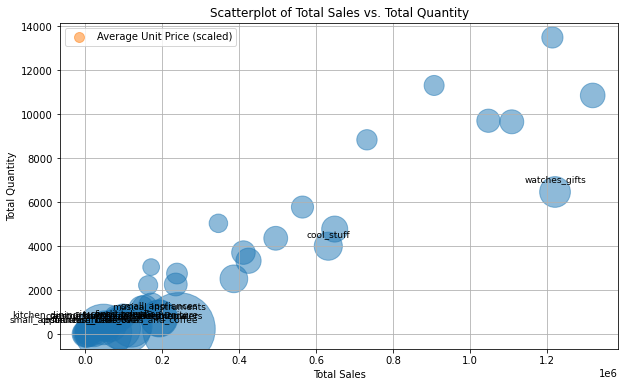 Scatterplot of Total Sales vs. Total Quantity
Average Unit Price (scaled)
14000
12000
10000
8000
6000
4000
2000
0
Total Quantity
watches_gifts
cool_stuff
small_appliances
0.0
0.2
0.4
0.6
0.8
1.0
1.2
1e6
Total Sales